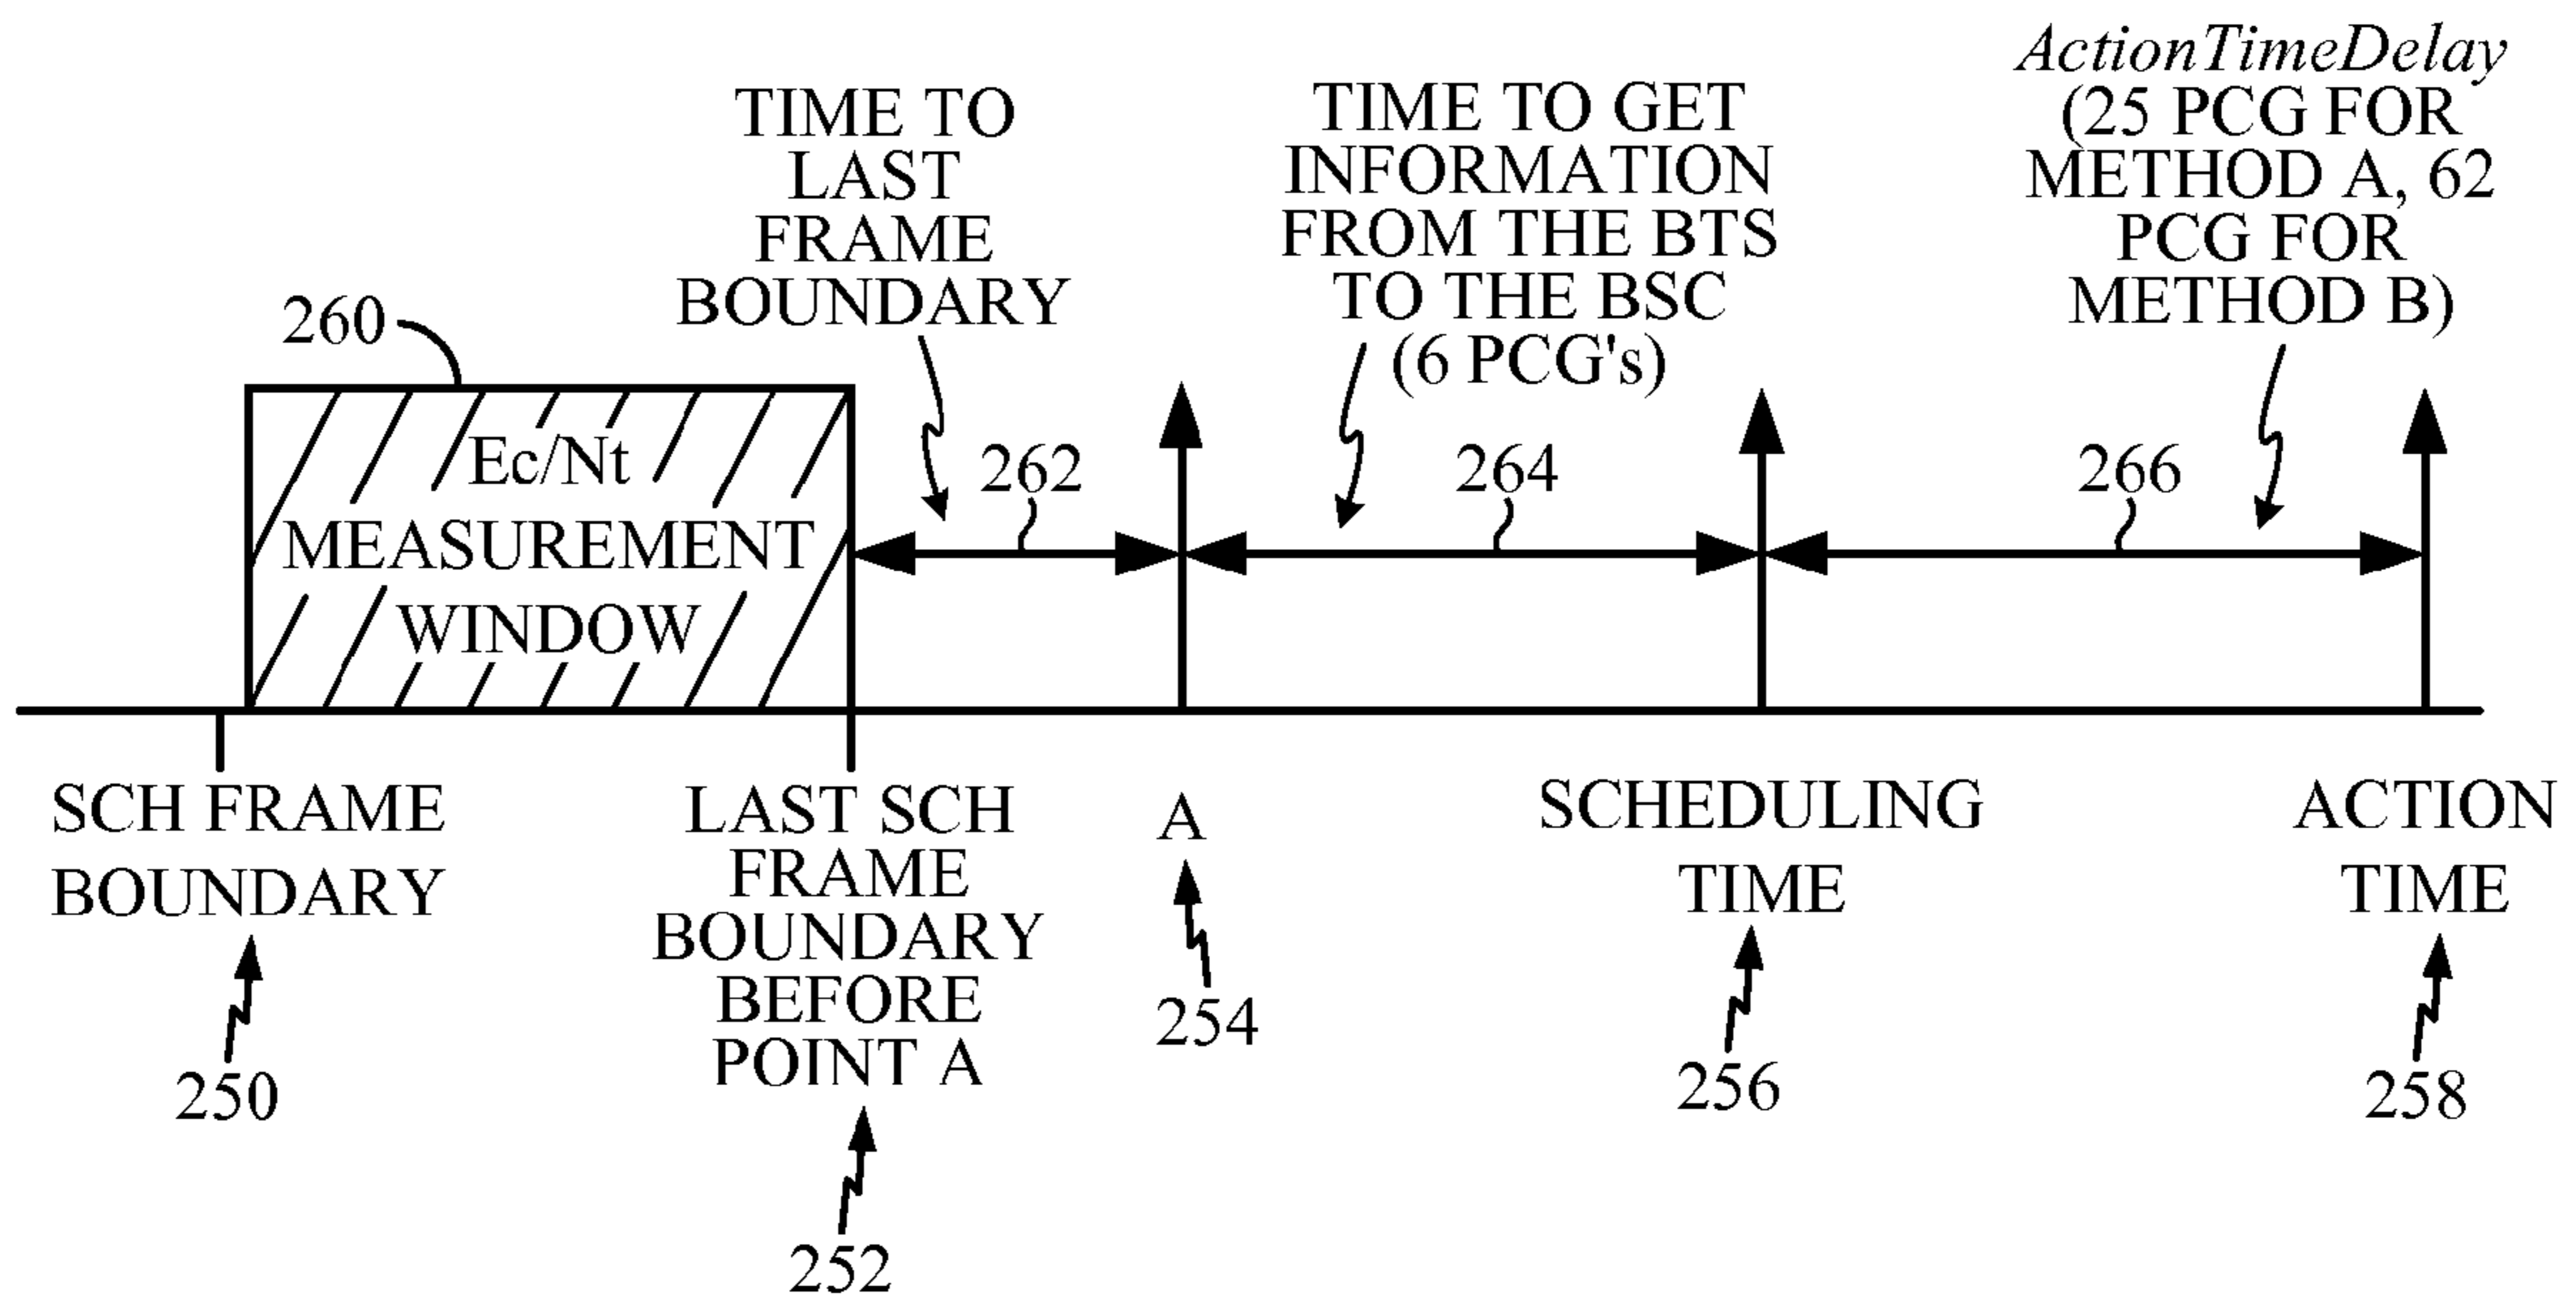 ActionTimeDelay
(25 PCG FOR
METHOD A, 62
PCG FOR
METHOD B)
TIME TO GET
INFORMATION
FROM THE BTS
TO THE BSC
(6 PCG's)
TIME TO
LAST
FRAME
BOUNDARY
260
Ec/Nt
MEASUREMENT
WINDOW
262
264
266
SCH FRAME
BOUNDARY
250
LAST SCH
FRAME
BOUNDARY
BEFORE
POINT A
252
A
254
SCHEDULING
TIME
256
ACTION
TIME
258